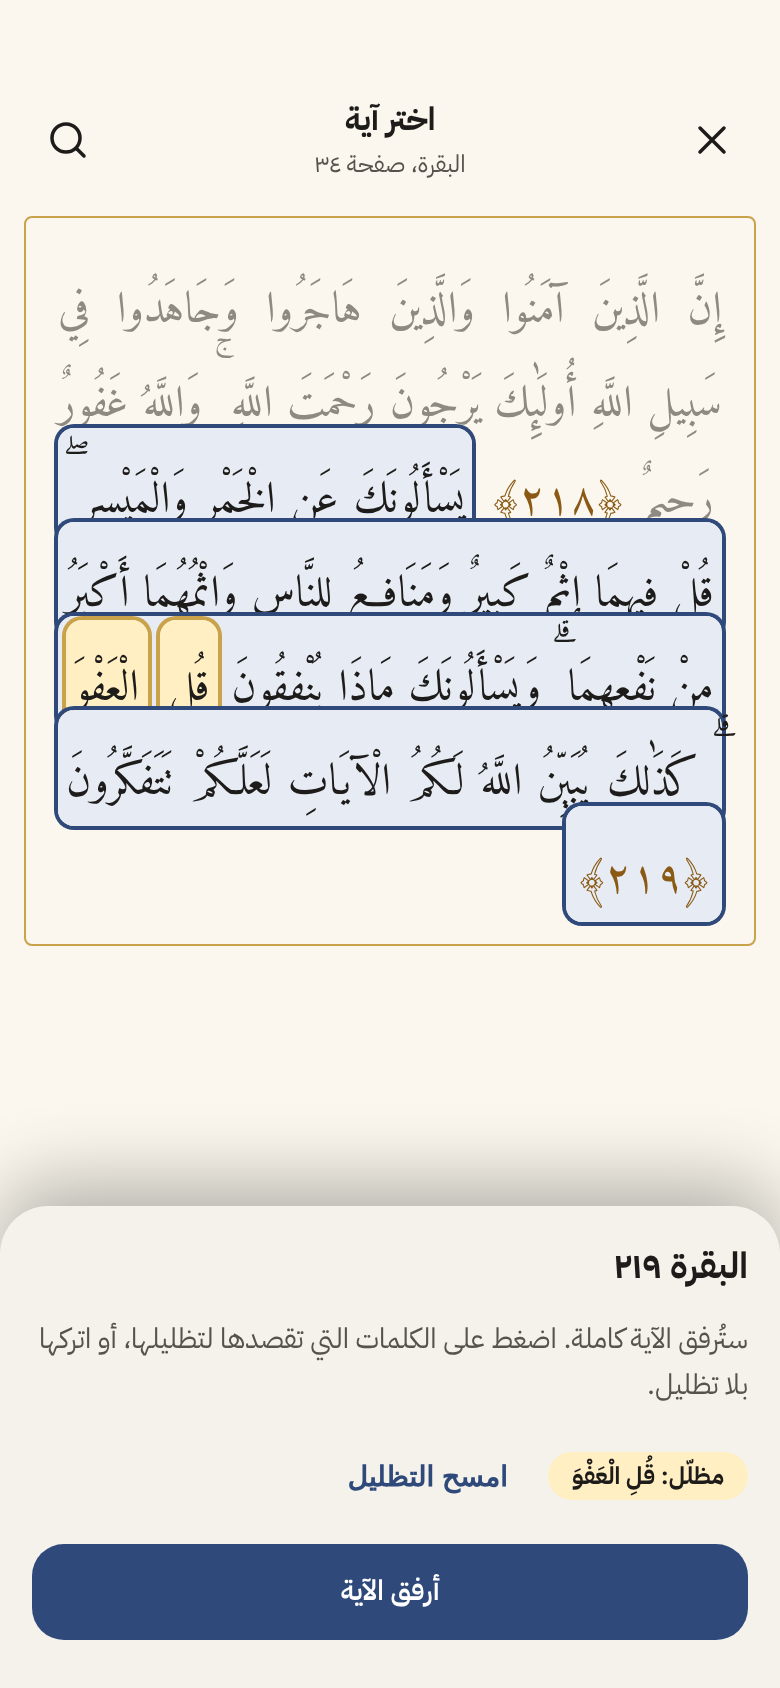 اختر آية
البقرة، صفحة ٣٤
إِنَّ الَّذِينَ آمَنُوا وَالَّذِينَ هَاجَرُوا وَجَاهَدُوا فِي
سَبِيلِ اللَّهِ أُولَٰئِكَ يَرْجُونَ رَحْمَتَ اللَّهِ ۚ وَاللَّهُ غَفُورٌ
رَحِيمٌ ﴿٢١٨﴾ يَسْأَلُونَكَ عَنِ الْخَمْرِ وَالْمَيْسِرِ ۖ
قُلْ فِيهِمَا إِثْمٌ كَبِيرٌ وَمَنَافِعُ لِلنَّاسِ وَإِثْمُهُمَا أَكْبَرُ
مِنْ نَفْعِهِمَا ۗ وَيَسْأَلُونَكَ مَاذَا يُنْفِقُونَ قُلِ الْعَفْوَ ۗ
كَذَٰلِكَ يُبَيِّنُ اللَّهُ لَكُمُ الْآيَاتِ لَعَلَّكُمْ تَتَفَكَّرُونَ
﴿٢١٩﴾
البقرة ٢١٩
ستُرفق الآية كاملة. اضغط على الكلمات التي تقصدها لتظليلها، أو اتركها
بلا تظليل.
مظلّل: قُلِ الْعَفْوَ امسح التظليل
أرفق الآية